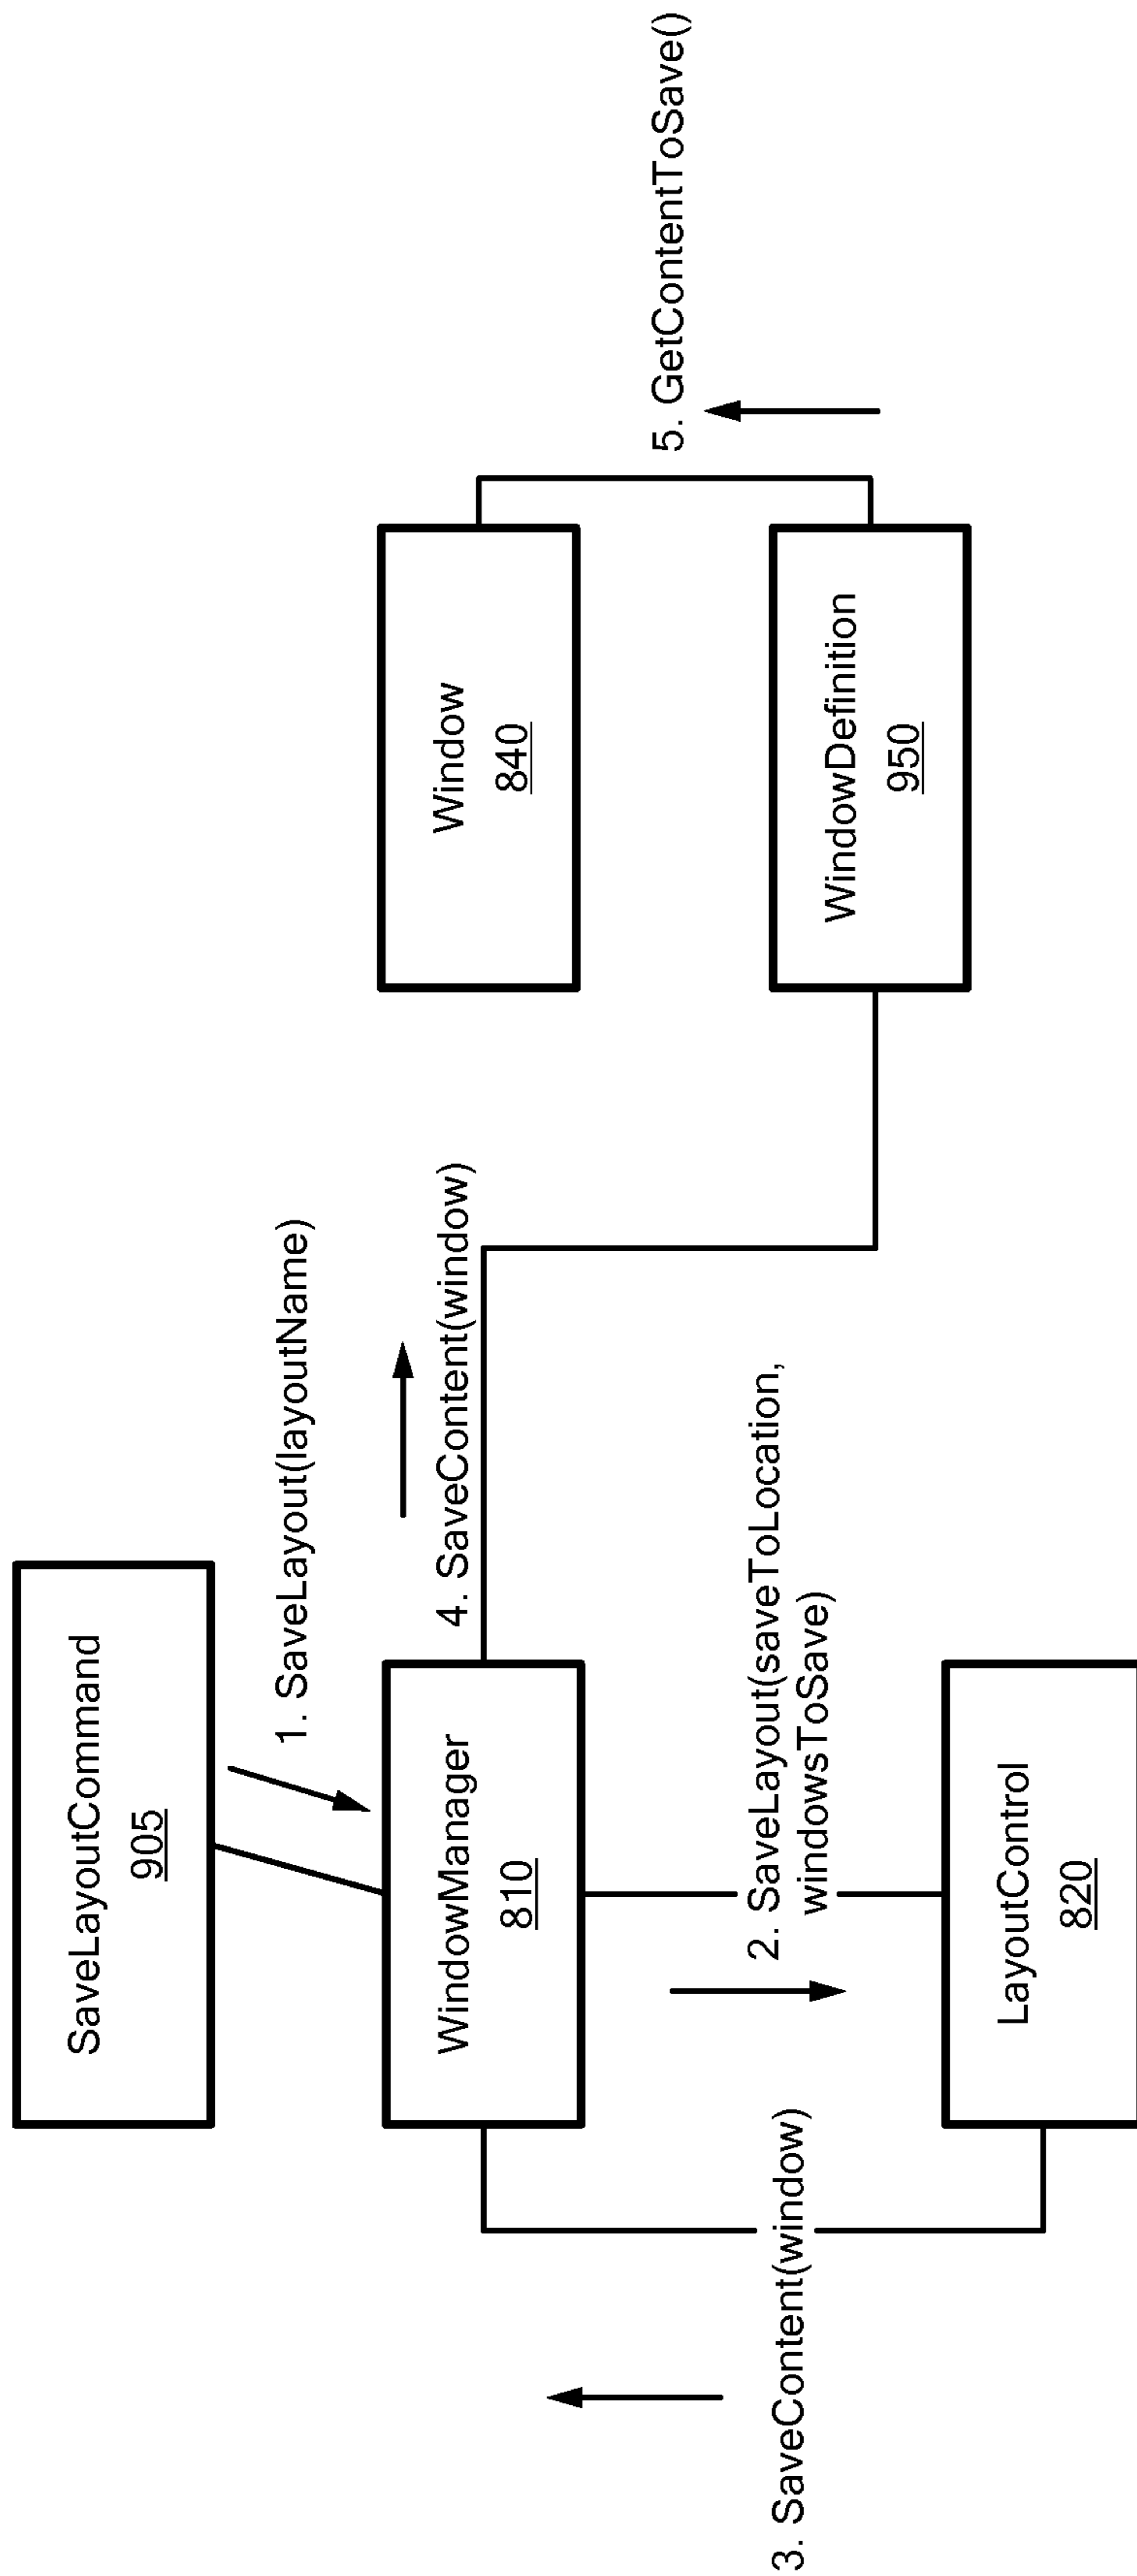 SaveLayoutCommand
905
1. SaveLayout(layoutName)
WindowManager
810
4. SaveContent(window)
Window
840
5. GetContentToSave()
2. SaveLayout(saveToLocation,
windowsToSave)
3. SaveContent(window)
WindowDefinition
950
LayoutControl
820